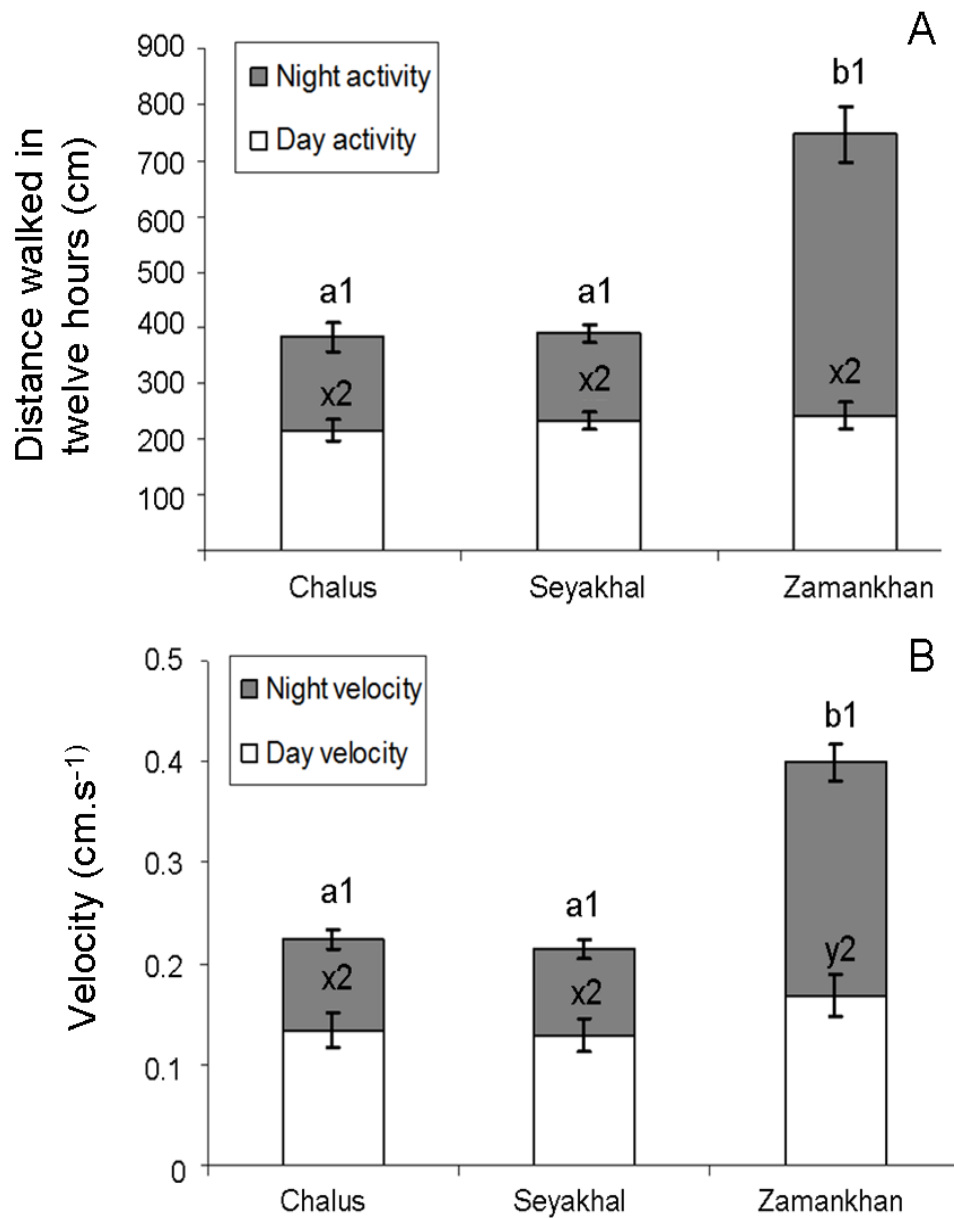 A
900
800
700
600
500
400
300
200
100
Distance walked in
twelve hours (cm)
Night activity
Day activity
a1
a1
b1
x2
x2
x2
Chalus
Seyakhal
Zamankhan
B
0.5
0.4
0.3
0.2
0.1
0
Velocity (cm.s⁻¹)
Night velocity
Day velocity
a1
a1
b1
x2
x2
y2
Chalus
Seyakhal
Zamankhan